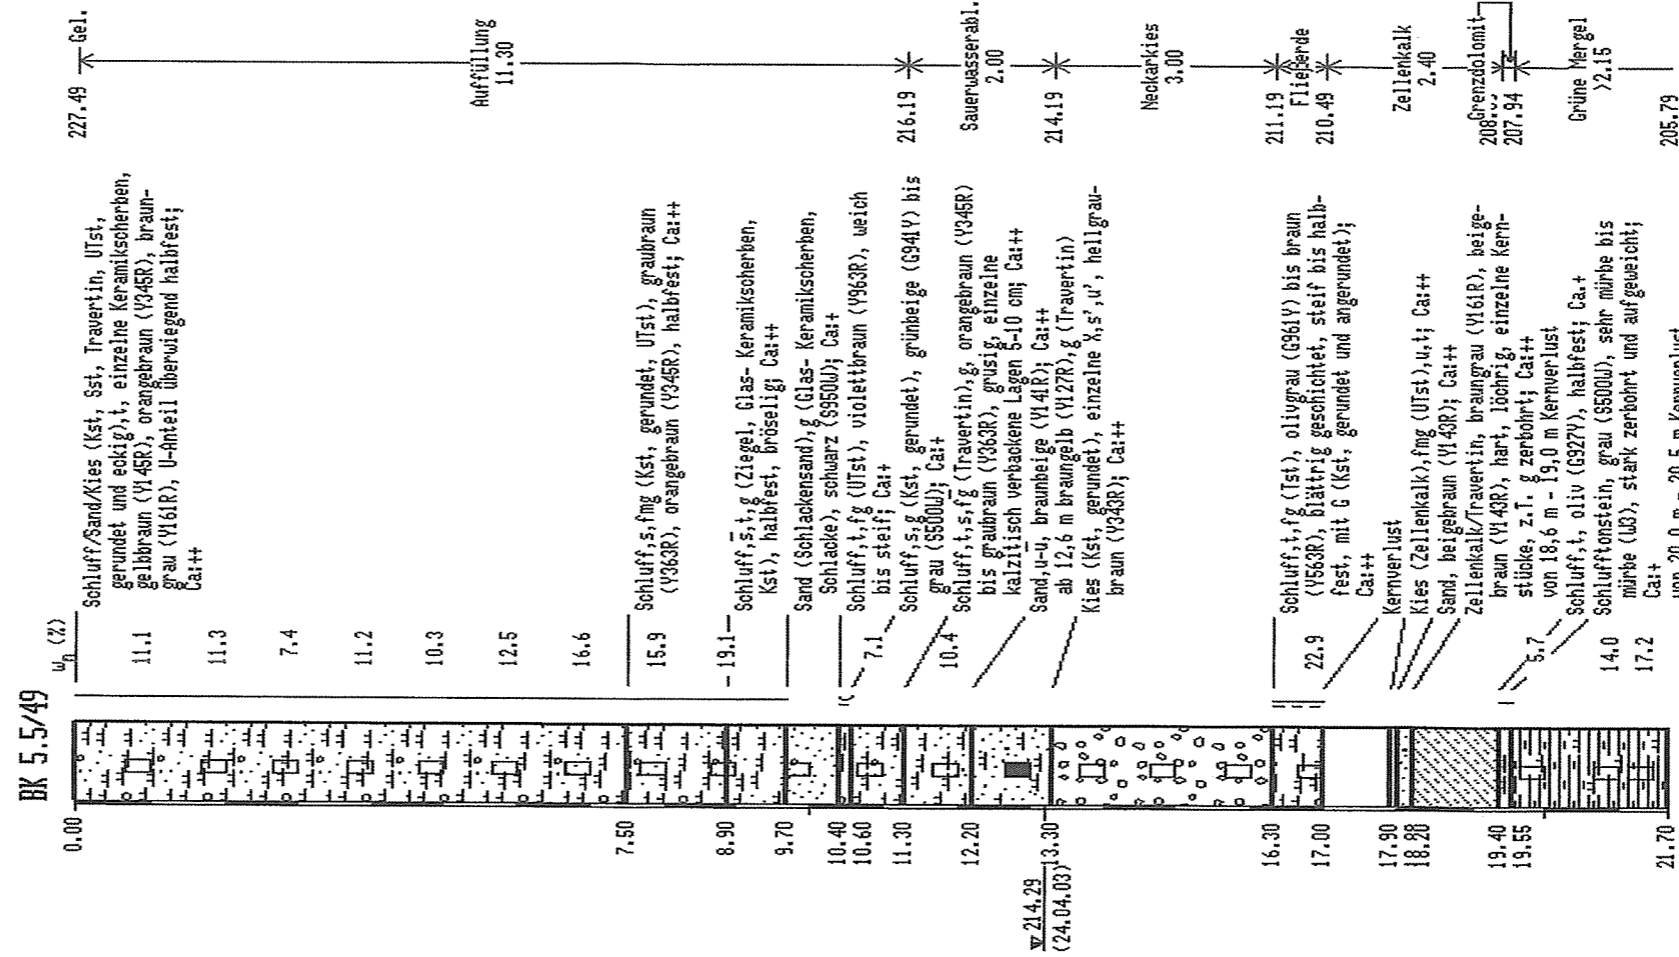 BK 5.5/49
w_n (%)
0.00
7.50
8.90
9.70
10.40
10.60
11.30
12.20
13.30
16.30
17.00
17.90
18.20
19.40
19.55
21.70
▼ 214.29
(24.04.03)
11.1
11.3
7.4
11.2
10.3
12.5
16.6
15.9
19.1
7.1
10.4
22.9
5.7
14.0
17.2
Schluff/Sand/Kies (Kst, Sst, Travertin, UTst,
gerundet und eckig),t, einzelne Keramikscherben,
gelbbraun (Y145R), orangebraun (Y345R), braun-
grau (Y161R), U-Anteil überwiegend halbfest;
Ca:++
Schluff,s,fmg (Kst, gerundet, UTst), graubraun
(Y363R), orangebraun (Y345R), halbfest; Ca:++
Schluff,s,t,g (Ziegel, Glas- Keramikscherben,
Kst), halbfest, bröselig; Ca:++
Sand (Schlackensand),g (Glas- Keramikscherben,
Schlacke), schwarz (S950W); Ca:+
Schluff,t,fg (UTst), violettbraun (Y963R), weich
bis steif; Ca:+
Schluff,s,g (Kst, gerundet), grünbeige (G941Y) bis
grau (S500W); Ca:+
Schluff,t,s,fg (Travertin),g, orangebraun (Y345R)
bis graubraun (Y363R), grusig, einzelne
kalzitisch verbackene Lagen 5-10 cm; Ca:++
Sand,u-u, braunbeige (Y141R); Ca:++
ab 12,6 m braungelb (Y127R),g (Travertin)
Kies (Kst, gerundet), einzelne X,s',u', hellgrau-
braun (Y343R); Ca:++
Schluff,t,fg (Tst), olivgrau (G961Y) bis braun
(Y563R), blättrig geschichtet, steif bis halb-
fest, mit G (Kst, gerundet und angerundet);
Ca:++
Kernverlust
Kies (Zellenkalk),fmg (UTst),u,t; Ca:++
Sand, beigebraun (Y143R); Ca:++
Zellenkalk/Travertin, braungrau (Y161R), beige-
braun (Y143R), hart, löchrig, einzelne Kern-
stücke, z.T. g zerbohrt; Ca:++
von 18,6 m - 19,0 m Kernverlust
Schluff,t, oliv (G927Y), halbfest; Ca.+
Schlufftonstein, grau (S500W), sehr mürbe bis
mürbe (W3), stark zerbohrt und aufgeweicht;
Ca:+
von 20,0 m - 20,5 m Kernverlust
227.49 Gel.
Auffüllung
11.30
216.19
Sauerwasserabl.
2.00
214.19
Neckarkies
3.00
211.19
Fließerde
210.49
Zellenkalk
2.40
Grenzdolomit
207.94
Grüne Mergel
>2.15
205.79